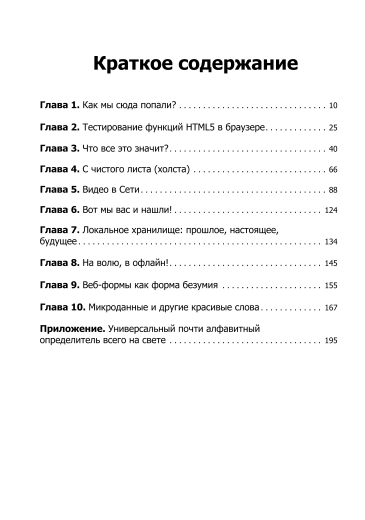 Краткое содержание
Глава 1. Как мы сюда попали? . . . . . . . . . . . . . . . . . . . . . . . . . . . . 10
Глава 2. Тестирование функций HTML5 в браузере. . . . . . . . . . . . 25
Глава 3. Что все это значит?. . . . . . . . . . . . . . . . . . . . . . . . . . . . . 40
Глава 4. С чистого листа (холста) . . . . . . . . . . . . . . . . . . . . . . . . . 66
Глава 5. Видео в Сети. . . . . . . . . . . . . . . . . . . . . . . . . . . . . . . . . . 88
Глава 6. Вот мы вас и нашли! . . . . . . . . . . . . . . . . . . . . . . . . . . . 124
Глава 7. Локальное хранилище: прошлое, настоящее,
будущее. . . . . . . . . . . . . . . . . . . . . . . . . . . . . . . . . . . . . . . . . . . 134
Глава 8. На волю, в офлайн!. . . . . . . . . . . . . . . . . . . . . . . . . . . . 145
Глава 9. Веб-формы как форма безумия . . . . . . . . . . . . . . . . . . 155
Глава 10. Микроданные и другие красивые слова. . . . . . . . . . . . 167
Приложение. Универсальный почти алфавитный
определитель всего на свете . . . . . . . . . . . . . . . . . . . . . . . . . . . 195